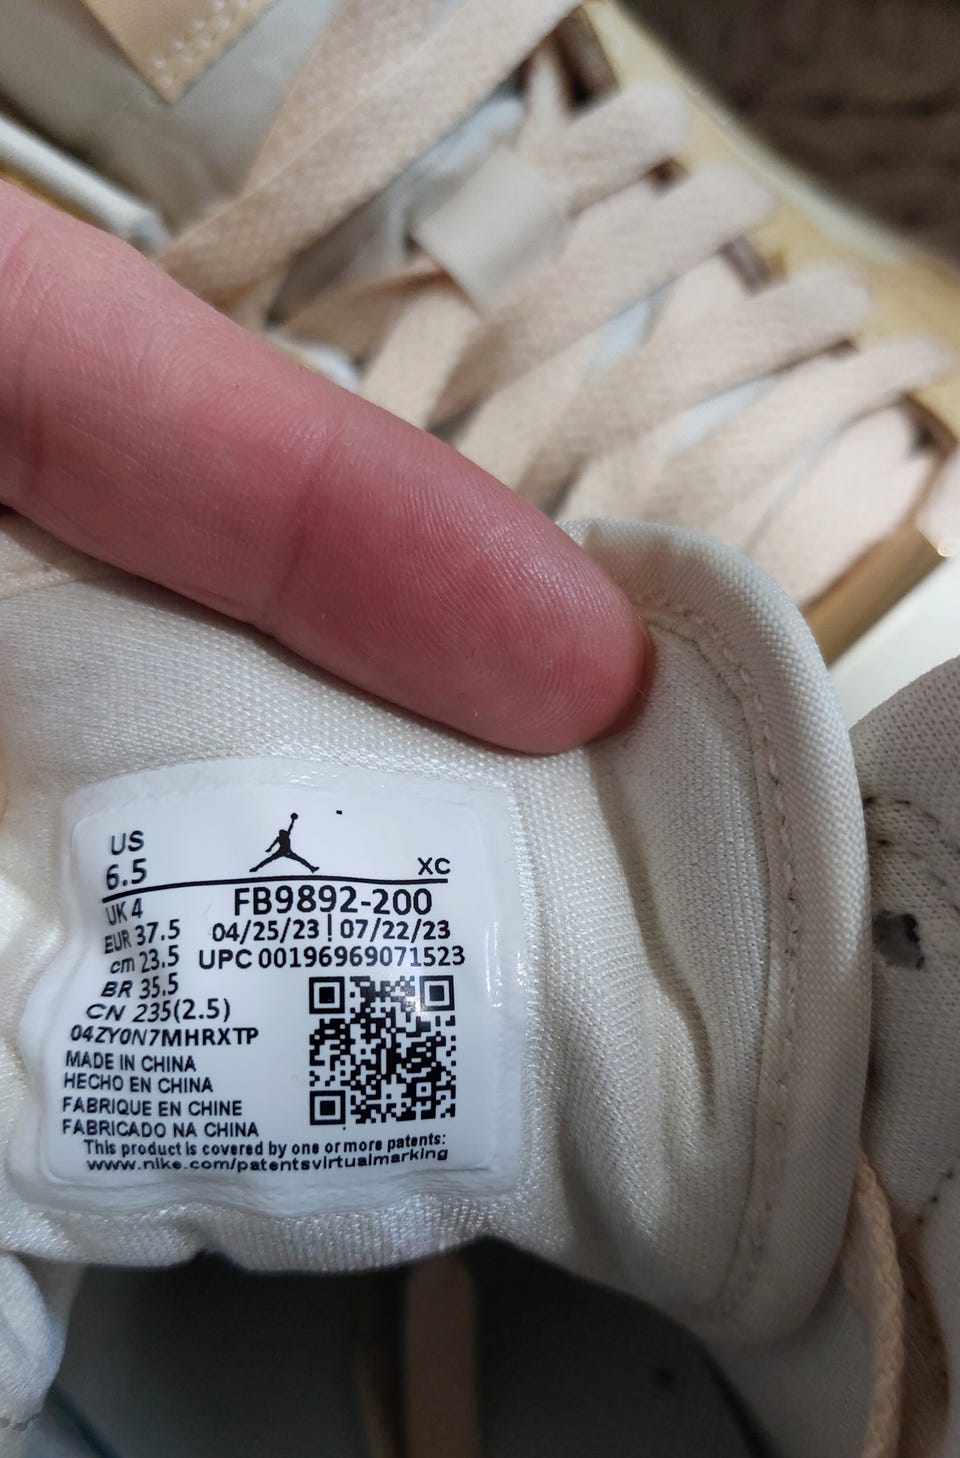 US
6.5
XC
UK 4
EUR 37.5
cm 23.5
BR 35.5
CN 235(2.5)
FB9892-200
04/25/23 | 07/22/23
UPC 00196969071523
04ZY0N7MHRXTP
MADE IN CHINA
HECHO EN CHINA
FABRIQUE EN CHINE
FABRICADO NA CHINA
This product is covered by one or more patents:
www.nike.com/patentsvirtualmarking